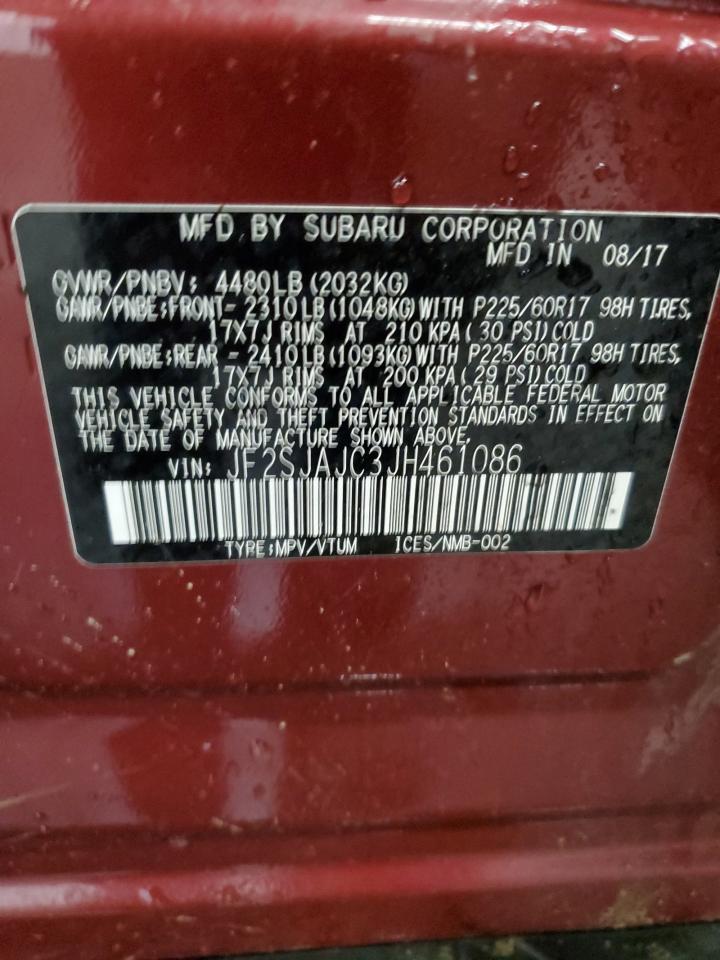 MFD. BY SUBARU CORPORATION
MFD IN 08/17
GVWR/PNBV: 4480LB(2032KG)
GAWR/PNBE:FRONT- 2310LB(1048KG)WITH P225/60R17 98H TIRES,
17X7J RIMS AT 210 KPA(30 PSI)COLD
GAWR/PNBE:REAR - 2410LB(1093KG)WITH P225/60R17 98H TIRES,
17X7J RIMS AT 200 KPA(29 PSI)COLD
THIS VEHICLE CONFORMS TO ALL APPLICABLE FEDERAL MOTOR
VEHICLE SAFETY AND THEFT PREVENTION STANDARDS IN EFFECT ON
THE DATE OF MANUFACTURE SHOWN ABOVE.
VIN: JF2SJAJC3JH461086
TYPE:MPV/VTUM ICES/NMB-002